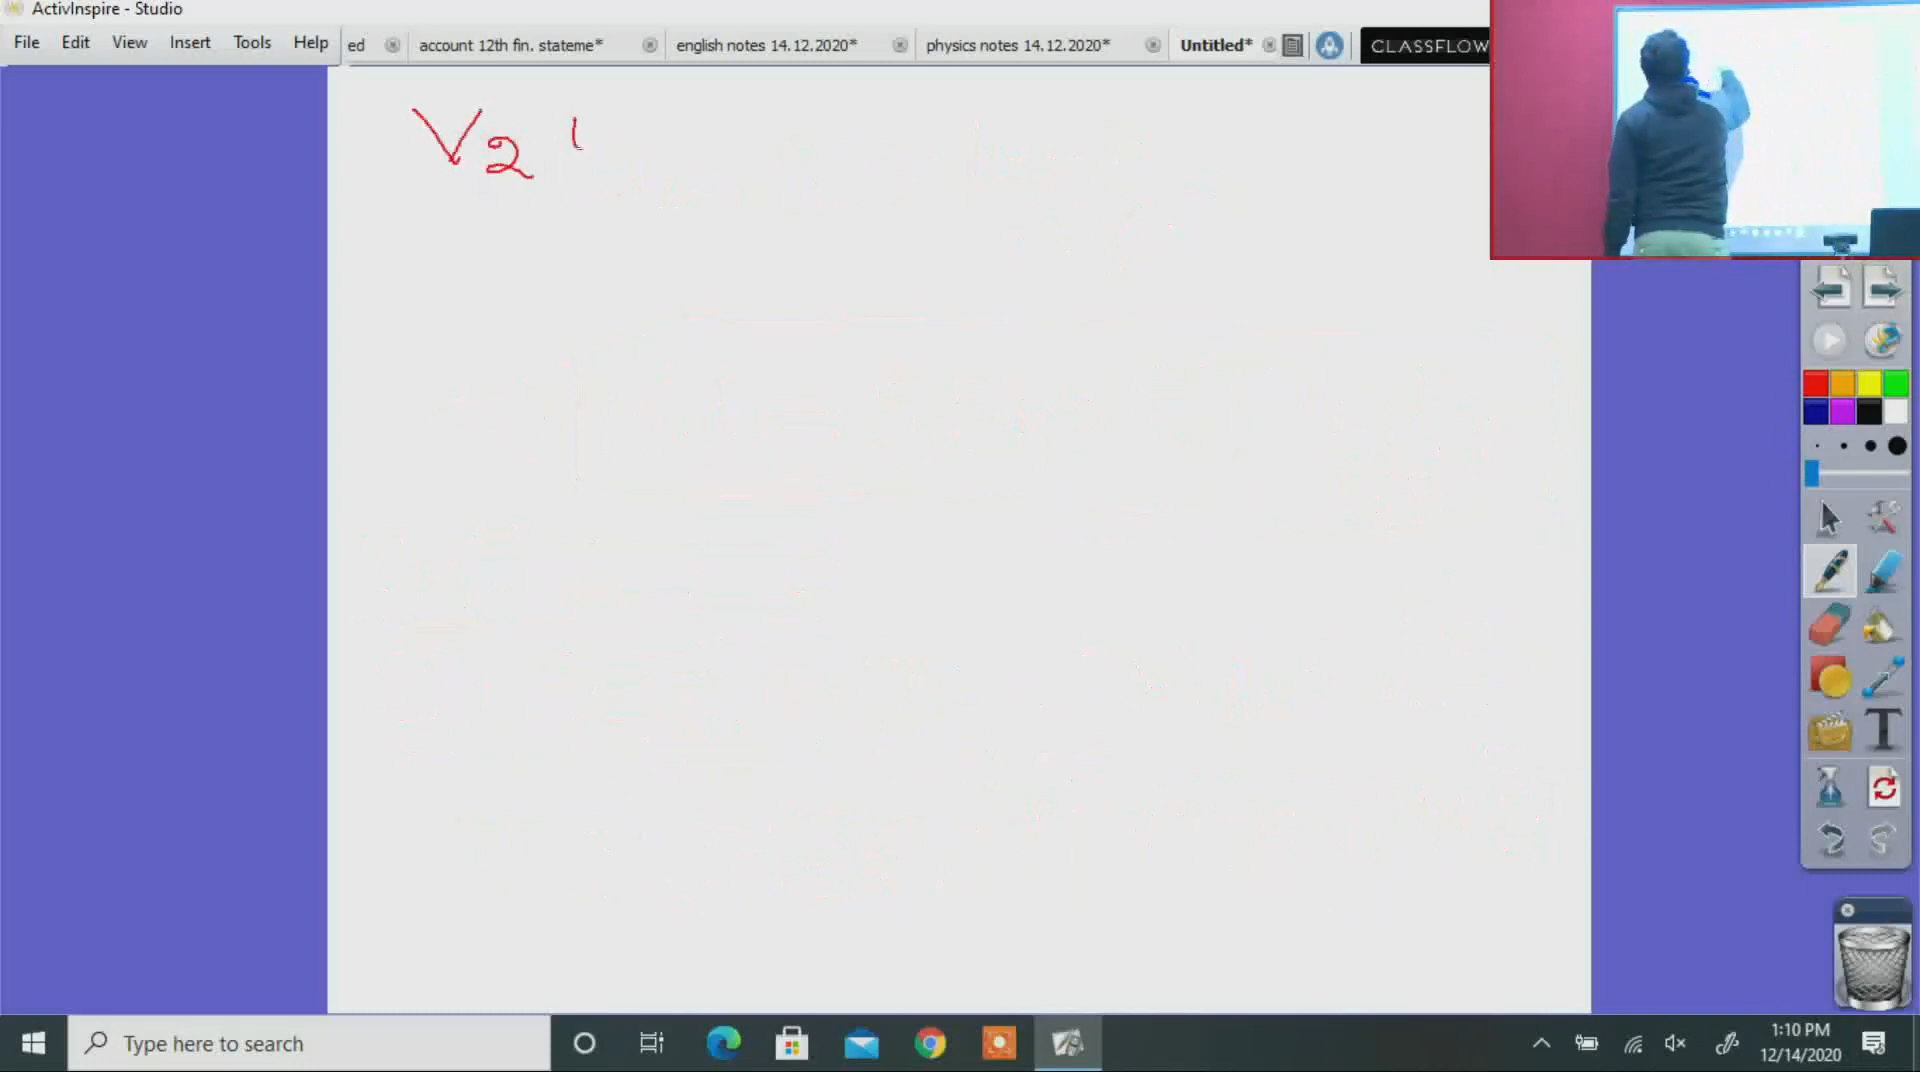 ActivInspire - Studio
File Edit View Insert Tools Help ed account 12th fin. stateme* english notes 14.12.2020* physics notes 14.12.2020* Untitled* CLASSFLOW
V2
T
Type here to search
1:10 PM
12/14/2020